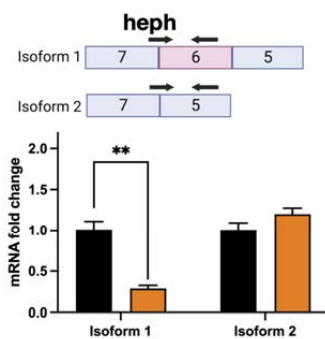 heph
Isoform 1 7 6 5
Isoform 2 7 5
mRNA fold change
2.0
1.5
1.0
0.5
0.0
**
Isoform 1 Isoform 2